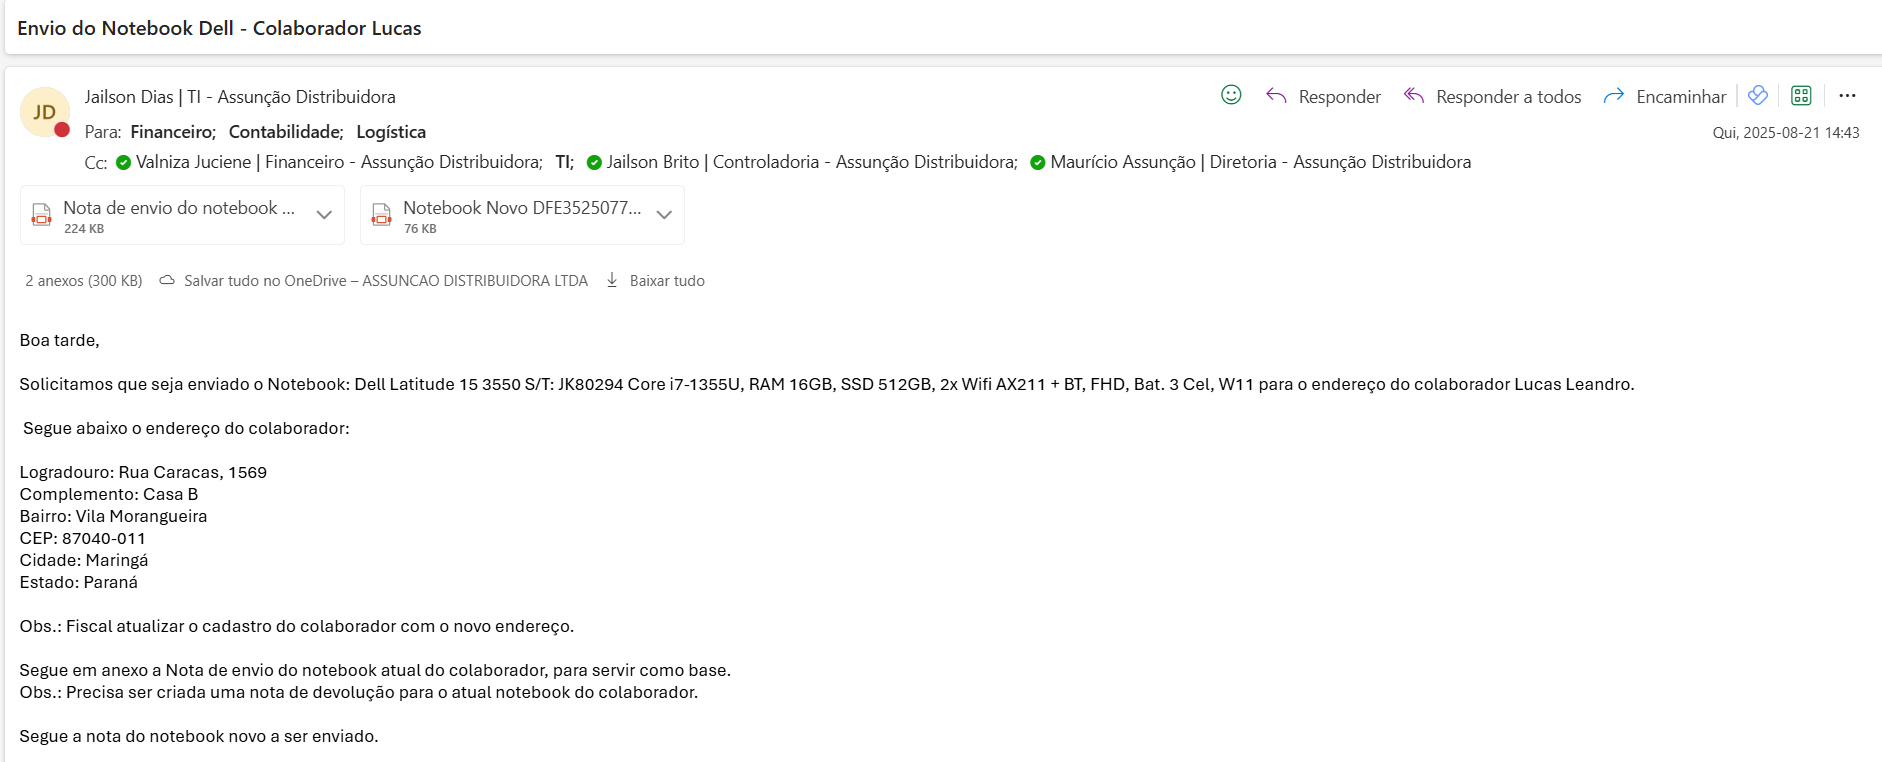 Envio do Notebook Dell - Colaborador Lucas
JD
Jailson Dias | TI - Assunção Distribuidora
Responder
Responder a todos
Encaminhar
Para: Financeiro; Contabilidade; Logística
Qui, 2025-08-21 14:43
Cc: Valniza Juciene | Financeiro - Assunção Distribuidora; TI; Jailson Brito | Controladoria - Assunção Distribuidora; Maurício Assunção | Diretoria - Assunção Distribuidora
Nota de envio do notebook ...
224 KB
Notebook Novo DFE3525077...
76 KB
2 anexos (300 KB) Salvar tudo no OneDrive – ASSUNCAO DISTRIBUIDORA LTDA Baixar tudo
Boa tarde,
Solicitamos que seja enviado o Notebook: Dell Latitude 15 3550 S/T: JK80294 Core i7-1355U, RAM 16GB, SSD 512GB, 2x Wifi AX211 + BT, FHD, Bat. 3 Cel, W11 para o endereço do colaborador Lucas Leandro.
Segue abaixo o endereço do colaborador:
Logradouro: Rua Caracas, 1569
Complemento: Casa B
Bairro: Vila Morangueira
CEP: 87040-011
Cidade: Maringá
Estado: Paraná
Obs.: Fiscal atualizar o cadastro do colaborador com o novo endereço.
Segue em anexo a Nota de envio do notebook atual do colaborador, para servir como base.
Obs.: Precisa ser criada uma nota de devolução para o atual notebook do colaborador.
Segue a nota do notebook novo a ser enviado.